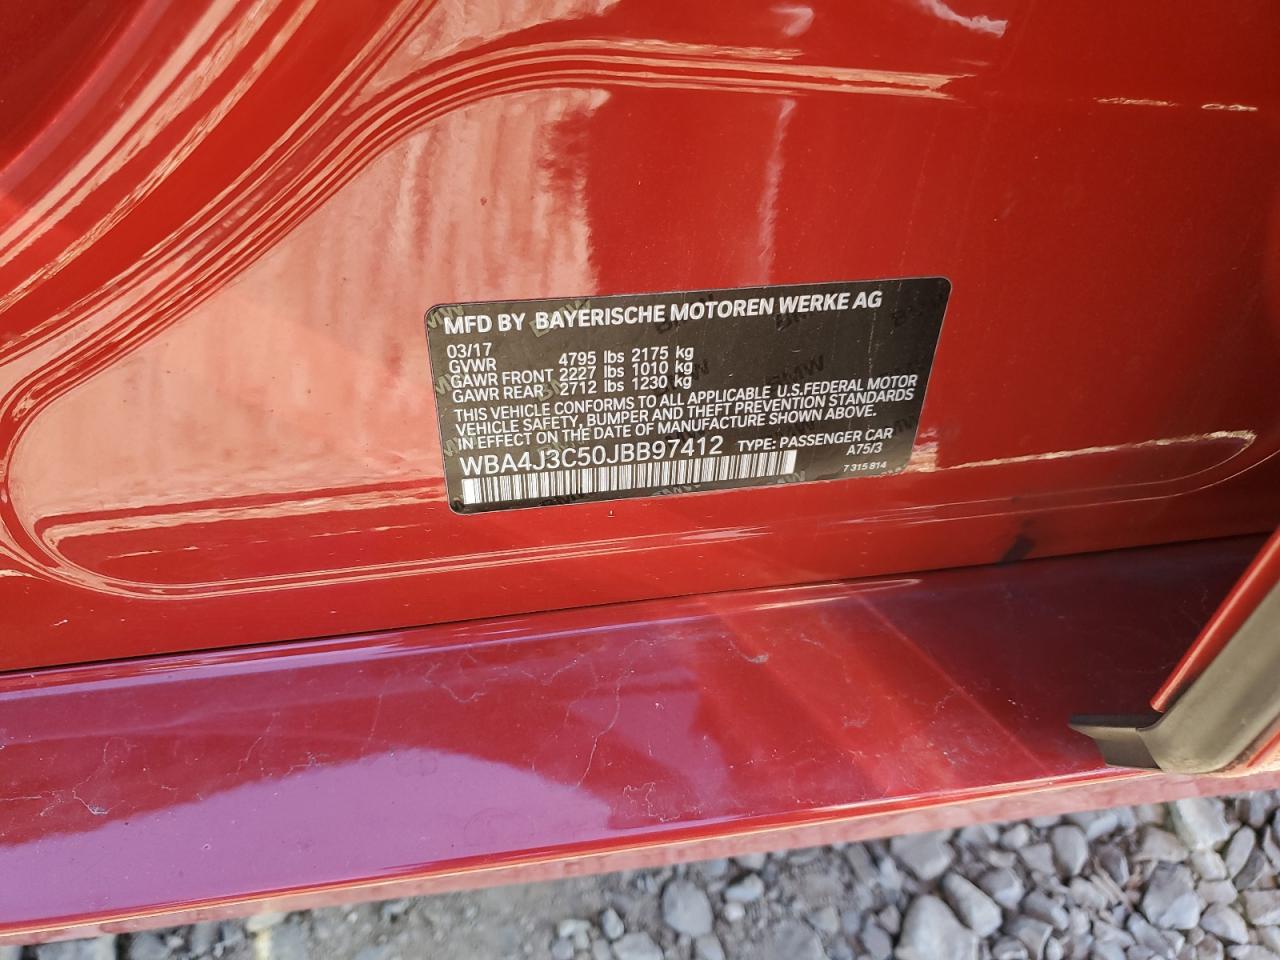 MFD BY BAYERISCHE MOTOREN WERKE AG
03/17
GVWR 4795 lbs 2175 kg
GAWR FRONT 2227 lbs 1010 kg
GAWR REAR 2712 lbs 1230 kg
THIS VEHICLE CONFORMS TO ALL APPLICABLE U.S.FEDERAL MOTOR
VEHICLE SAFETY, BUMPER AND THEFT PREVENTION STANDARDS
IN EFFECT ON THE DATE OF MANUFACTURE SHOWN ABOVE.
WBA4J3C50JBB97412 TYPE: PASSENGER CAR
A75/3
7 315 814